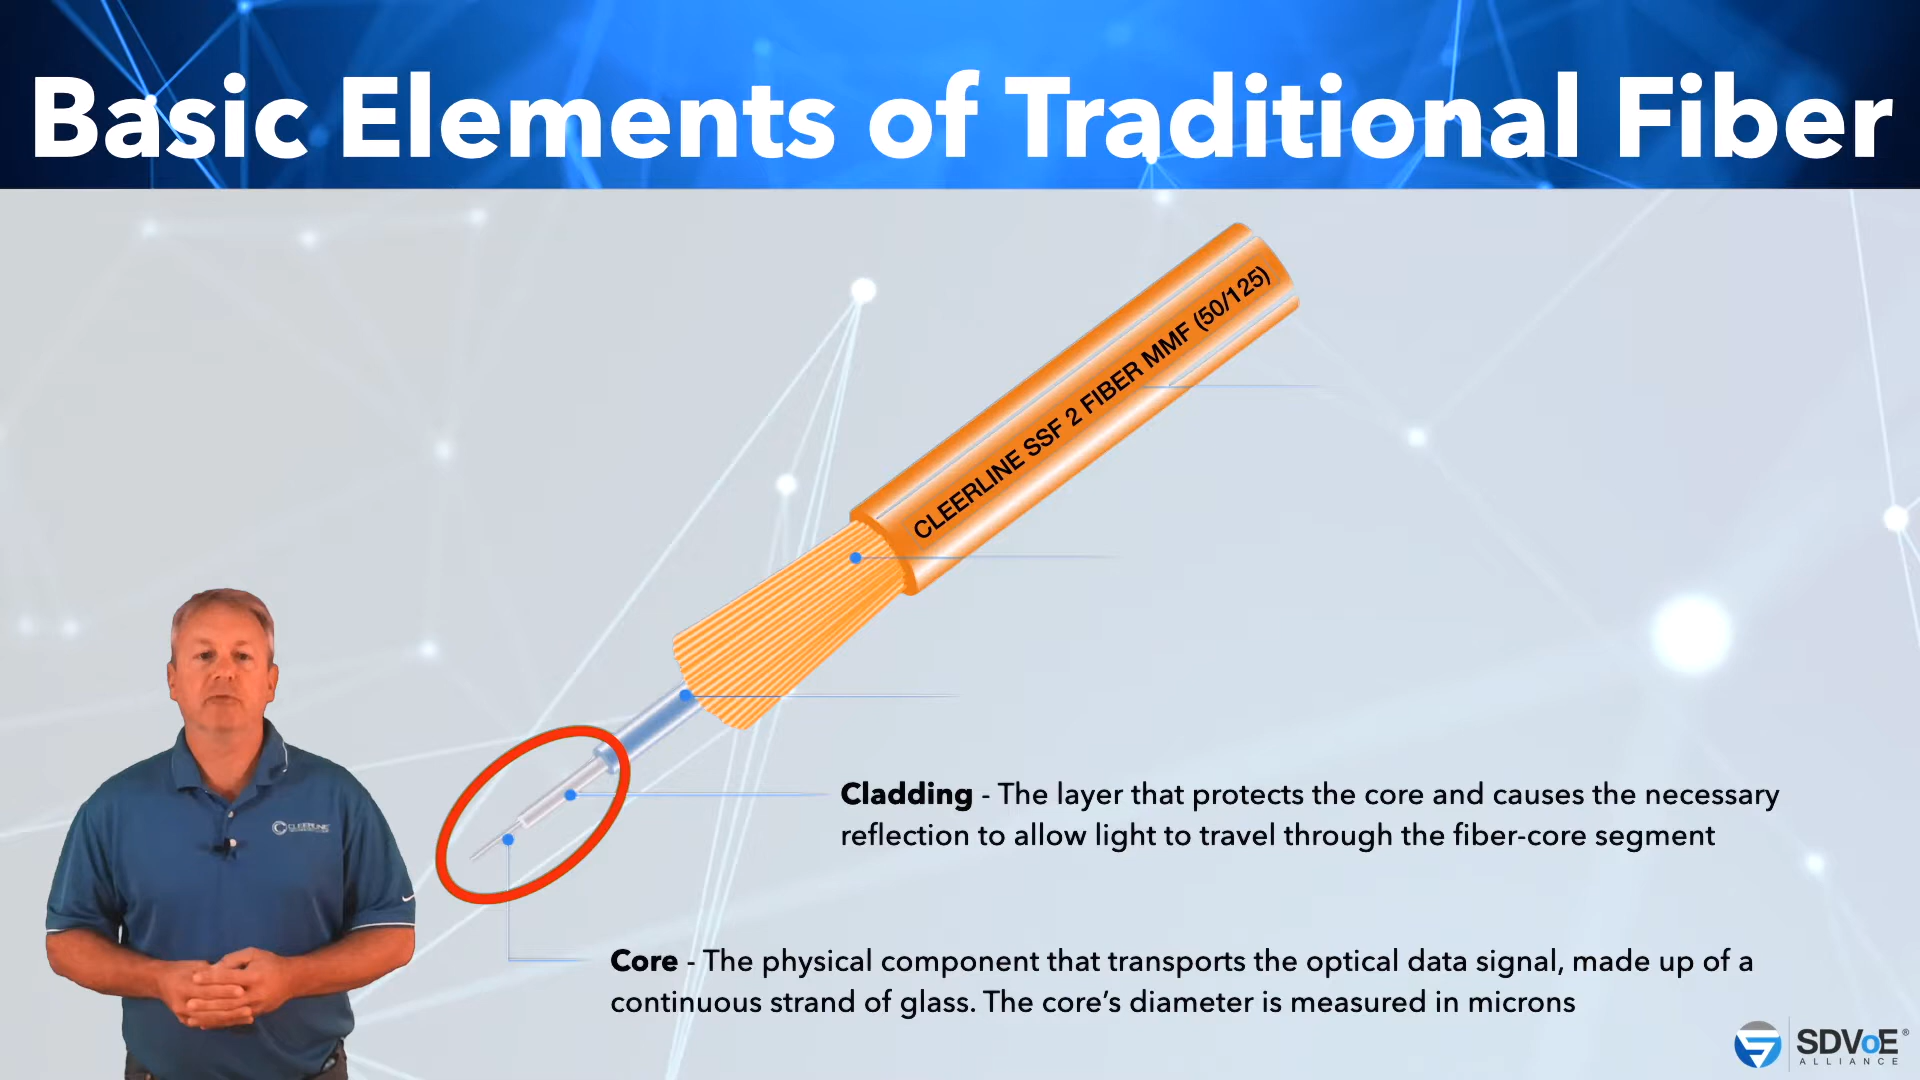 Basic Elements of Traditional Fiber
CLEERLINE SSF 2 FIBER MMF (50/125)
CLEERLINE
Cladding - The layer that protects the core and causes the necessary
reflection to allow light to travel through the fiber-core segment
Core - The physical component that transports the optical data signal, made up of a
continuous strand of glass. The core’s diameter is measured in microns
SDVoE®
ALLIANCE